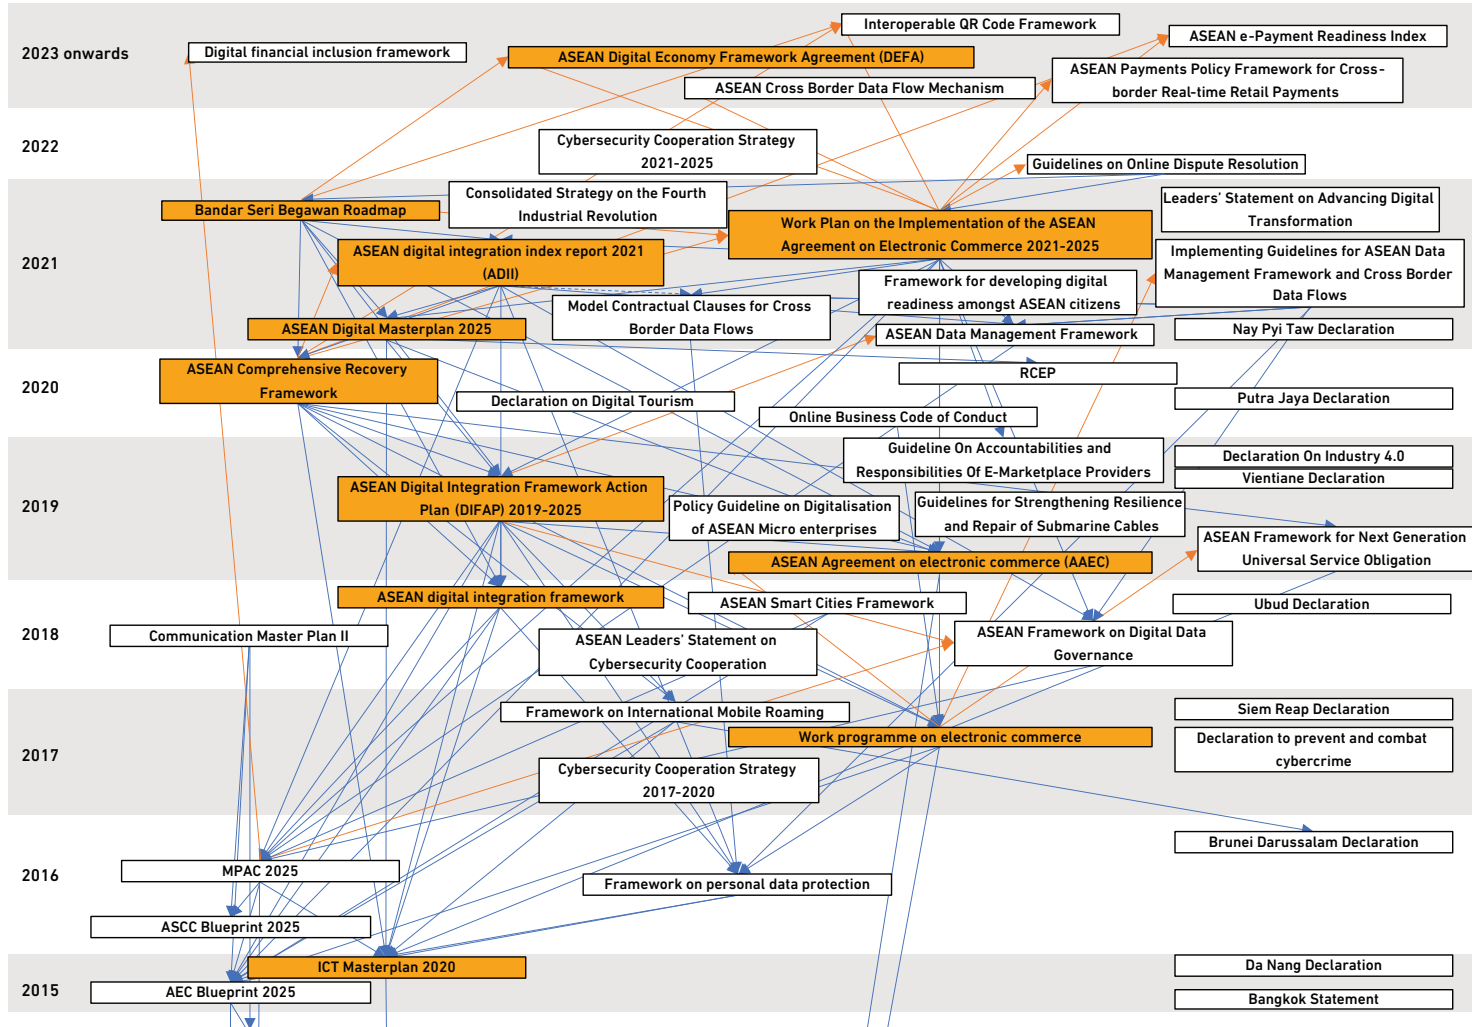 2023 onwards
Digital financial inclusion framework
Interoperable QR Code Framework
ASEAN e-Payment Readiness Index
ASEAN Digital Economy Framework Agreement (DEFA)
ASEAN Payments Policy Framework for Cross-
border Real-time Retail Payments
ASEAN Cross Border Data Flow Mechanism
2022
Cybersecurity Cooperation Strategy
2021-2025
Guidelines on Online Dispute Resolution
2021
Consolidated Strategy on the Fourth
Industrial Revolution
Bandar Seri Begawan Roadmap
Work Plan on the Implementation of the ASEAN
Agreement on Electronic Commerce 2021-2025
Leaders' Statement on Advancing Digital
Transformation
ASEAN digital integration index report 2021
(ADII)
Implementing Guidelines for ASEAN Data
Management Framework and Cross Border
Data Flows
Framework for developing digital
readiness amongst ASEAN citizens
Model Contractual Clauses for Cross
Border Data Flows
ASEAN Digital Masterplan 2025
ASEAN Data Management Framework
Nay Pyi Taw Declaration
2020
ASEAN Comprehensive Recovery
Framework
RCEP
Declaration on Digital Tourism
Putra Jaya Declaration
Online Business Code of Conduct
2019
Guideline On Accountabilities and
Responsibilities Of E-Marketplace Providers
Declaration On Industry 4.0
Vientiane Declaration
ASEAN Digital Integration Framework Action
Plan (DIFAP) 2019-2025
Policy Guideline on Digitalisation
of ASEAN Micro enterprises
Guidelines for Strengthening Resilience
and Repair of Submarine Cables
ASEAN Framework for Next Generation
Universal Service Obligation
ASEAN Agreement on electronic commerce (AAEC)
2018
ASEAN digital integration framework
ASEAN Smart Cities Framework
Ubud Declaration
Communication Master Plan II
ASEAN Leaders' Statement on
Cybersecurity Cooperation
ASEAN Framework on Digital Data
Governance
2017
Framework on International Mobile Roaming
Siem Reap Declaration
Work programme on electronic commerce
Declaration to prevent and combat
cybercrime
Cybersecurity Cooperation Strategy
2017-2020
2016
Brunei Darussalam Declaration
MPAC 2025
Framework on personal data protection
ASCC Blueprint 2025
2015
ICT Masterplan 2020
Da Nang Declaration
AEC Blueprint 2025
Bangkok Statement